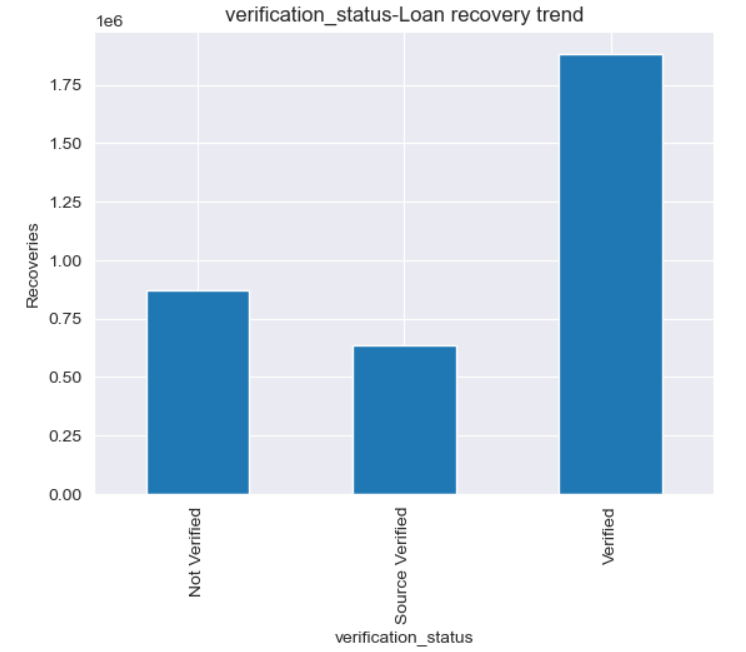 verification_status-Loan recovery trend
1e6
1.75
1.50
1.25
1.00
0.75
0.50
0.25
0.00
Recoveries
Not Verified
Source Verified
Verified
verification_status